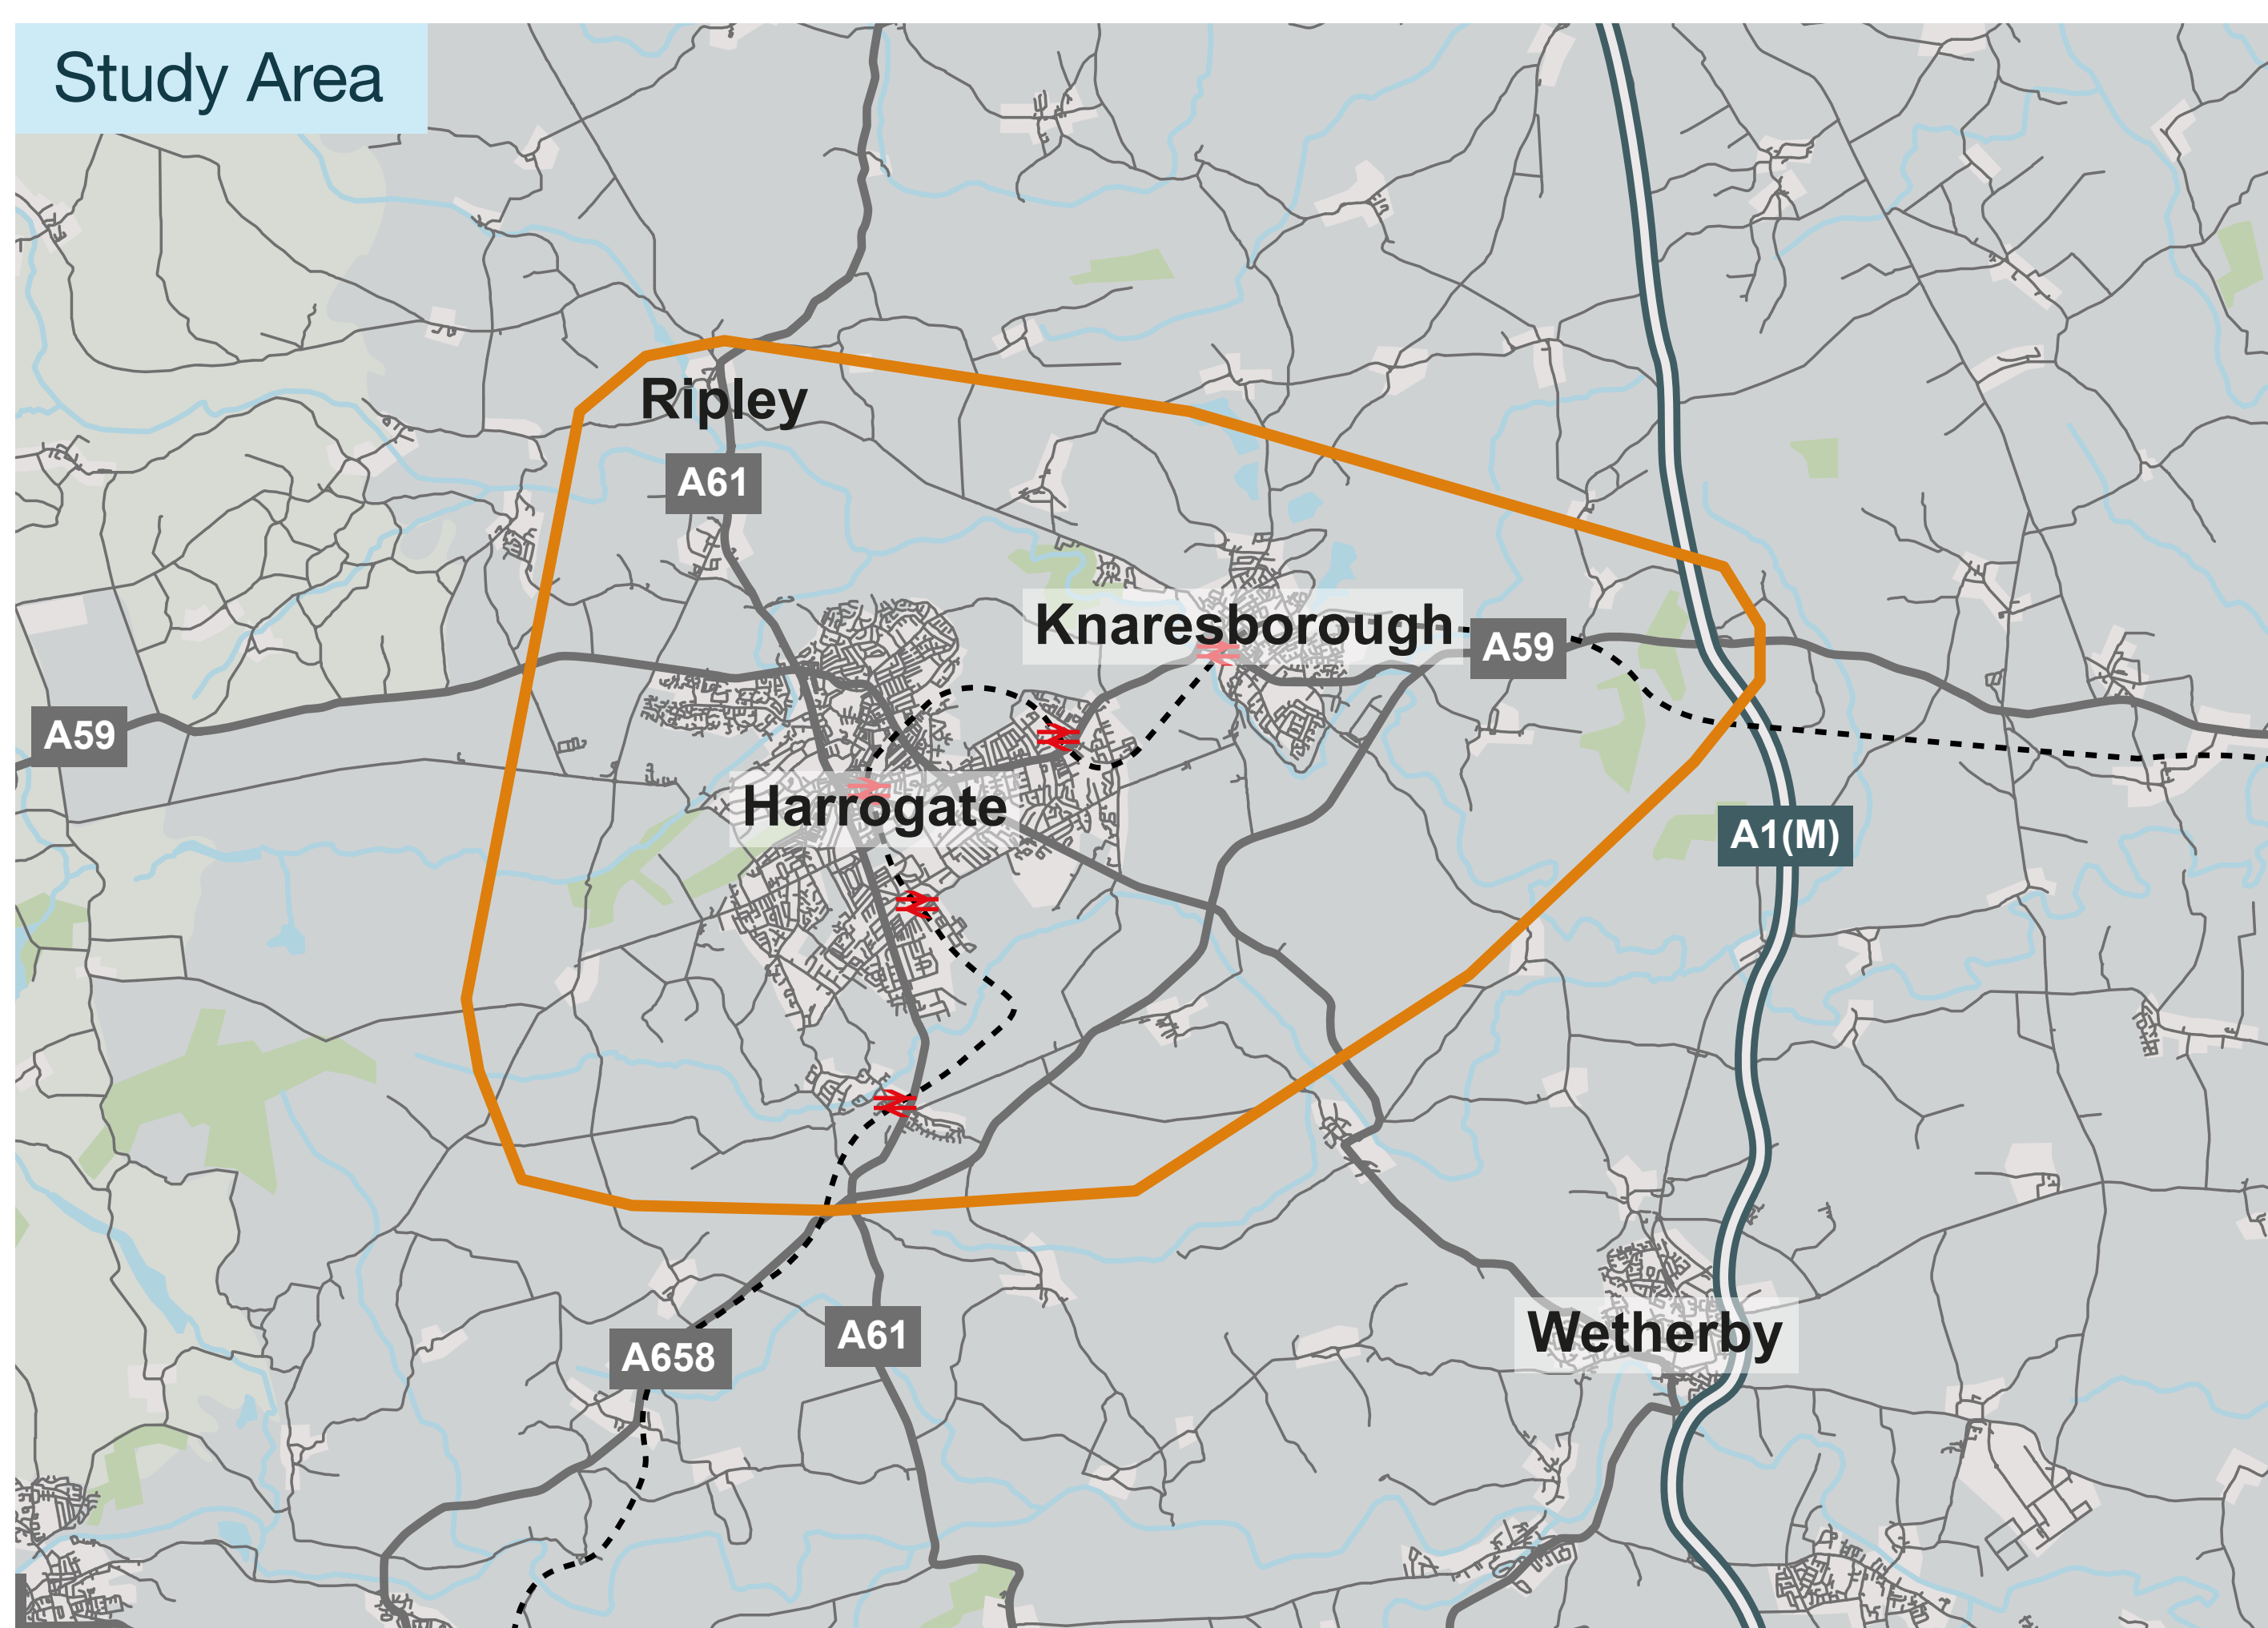 Study Area
Ripley
A61
Knaresborough
A59
A59
Harrogate
A1(M)
Wetherby
A61
A658